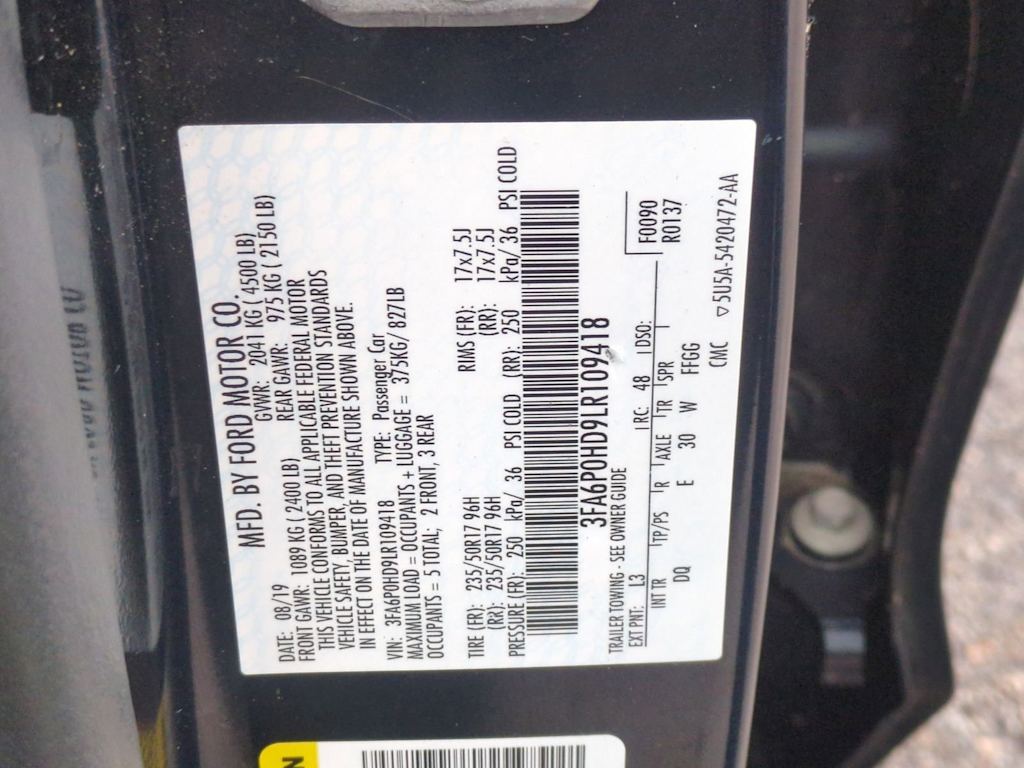 MFD. BY FORD MOTOR CO.
DATE: 08/19 GVWR: 2041 KG ( 4500 LB)
FRONT GAWR: 1089 KG ( 2400 LB) REAR GAWR: 975 KG ( 2150 LB)
THIS VEHICLE CONFORMS TO ALL APPLICABLE FEDERAL MOTOR
VEHICLE SAFETY, BUMPER, AND THEFT PREVENTION STANDARDS
IN EFFECT ON THE DATE OF MANUFACTURE SHOWN ABOVE.
VIN: 3FA6P0HD9LR109418 TYPE: Passenger Car
MAXIMUM LOAD = OCCUPANTS + LUGGAGE = 375KG/ 827LB
OCCUPANTS = 5 TOTAL; 2 FRONT, 3 REAR
TIRE (FR): 235/50R17 96H RIMS (FR): 17x7.5J
(RR): 235/50R17 96H (RR): 17x7.5J
PRESSURE (FR): 250 kPa/ 36 PSI COLD (RR): 250 kPa/ 36 PSI COLD
3FA6P0HD9LR109418
TRAILER TOWING - SEE OWNER GUIDE F0090
EXT PNT: L3 RC: 48 DSO: R0137
INT TR TP/PS R AXLE TR SPR
DQ E 30 W FFGG
CMC ▽5U5A-5420472-AA
N